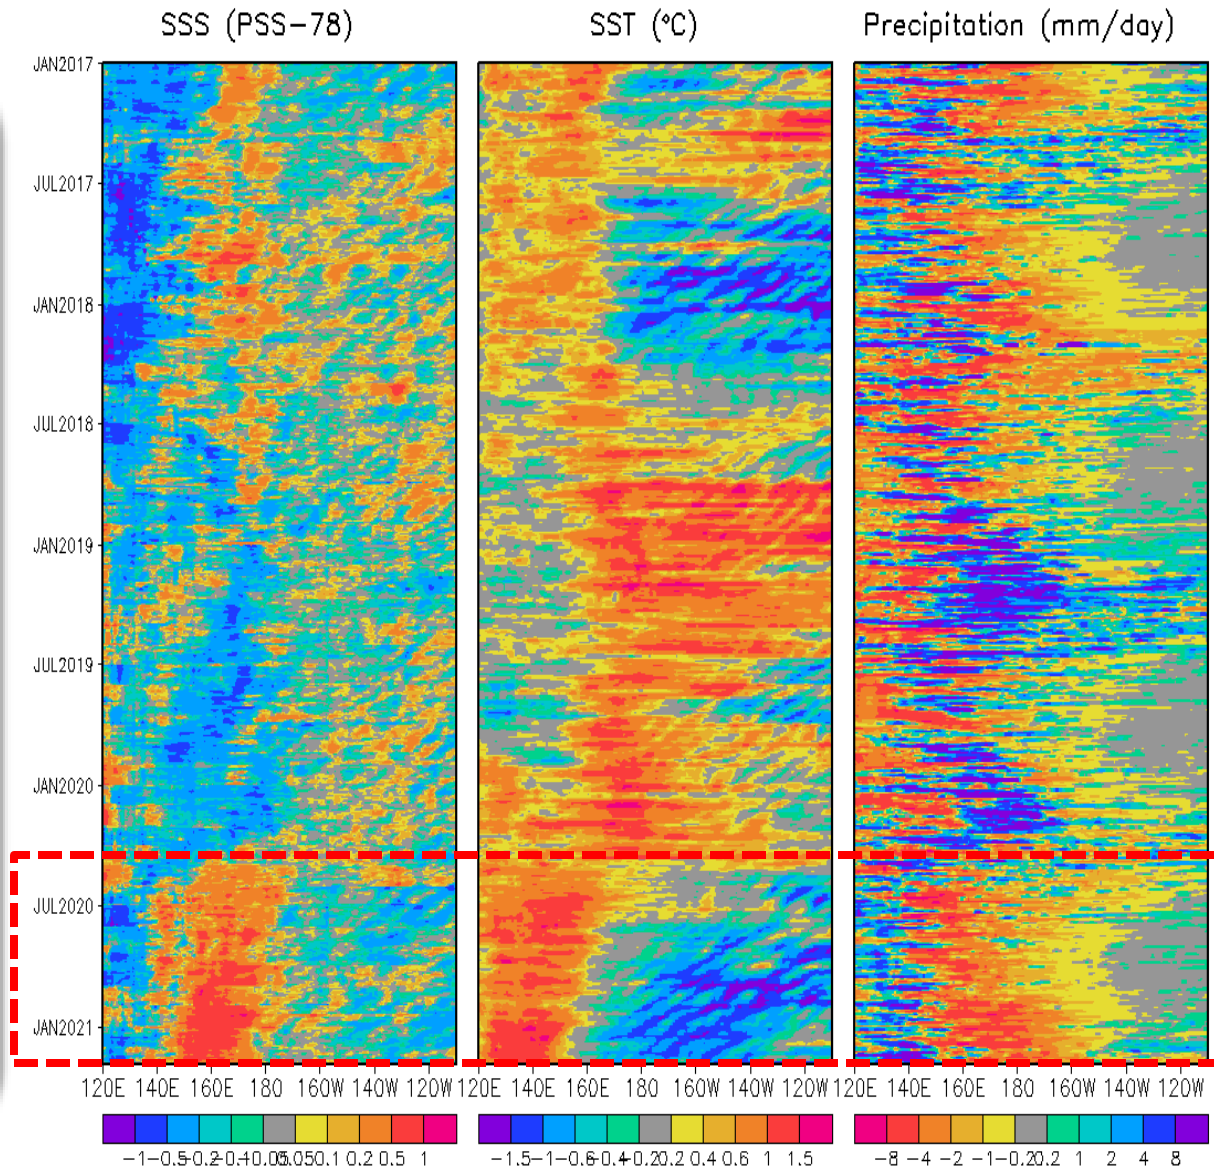 SSS (PSS-78) SST (°C) Precipitation (mm/day)
JAN2017
JUL2017
JAN2018
JUL2018
JAN2019
JUL2019
JAN2020
JUL2020
JAN2021
120E 140E 160E 180 160W 140W 120W 120E 140E 160E 180 160W 140W 120W 120E 140E 160E 180 160W 140W 120W
-1 -0.5 -0.2 -0.1 -0.05 0.05 0.1 0.2 0.5 1 -1.5 -1 -0.6 -0.4 -0.2 0.2 0.4 0.6 1 1.5 -8 -4 -2 -1 -0.2 0.2 1 2 4 8